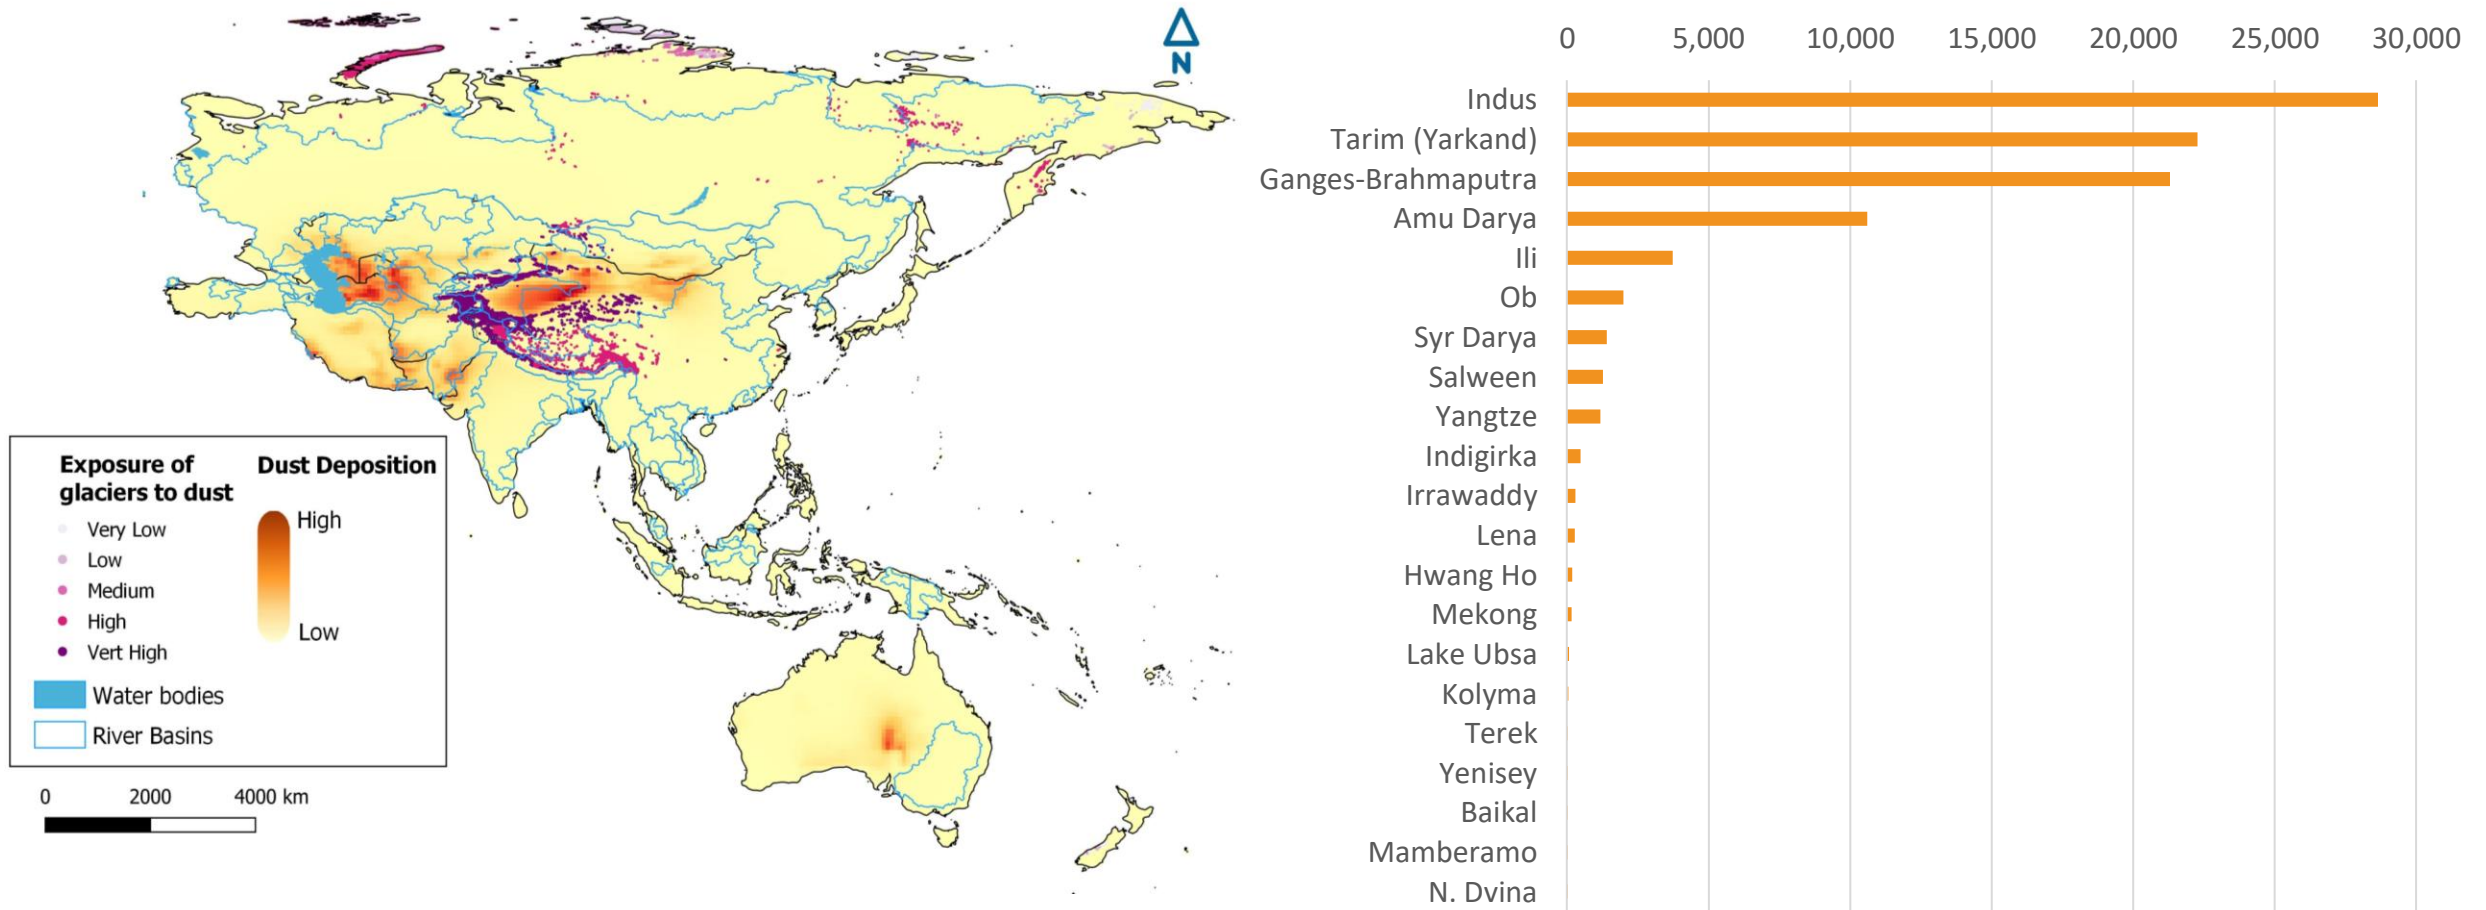 N
Exposure of
glaciers to dust
Very Low
Low
Medium
High
Vert High
Dust Deposition
High
Low
Water bodies
River Basins
0 2000 4000 km
0 5,000 10,000 15,000 20,000 25,000 30,000
Indus
Tarim (Yarkand)
Ganges-Brahmaputra
Amu Darya
Ili
Ob
Syr Darya
Salween
Yangtze
Indigirka
Irrawaddy
Lena
Hwang Ho
Mekong
Lake Ubsa
Kolyma
Terek
Yenisey
Baikal
Mamberamo
N. Dvina